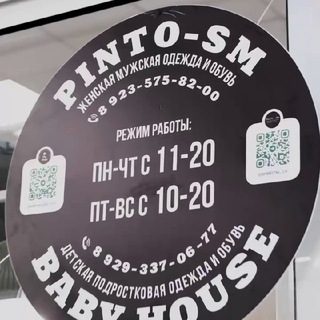 PINTO-SM
ЖЕНСКАЯ МУЖСКАЯ ОДЕЖДА И ОБУВЬ
8 923-575-82-00
РЕЖИМ РАБОТЫ:
ПН-ЧТ С 11-20
ПТ-ВС С 10-20
8 929-337-06-77
ДЕТСКАЯ ПОДРОСТКОВАЯ ОДЕЖДА И ОБУВЬ
BABY HOUSE